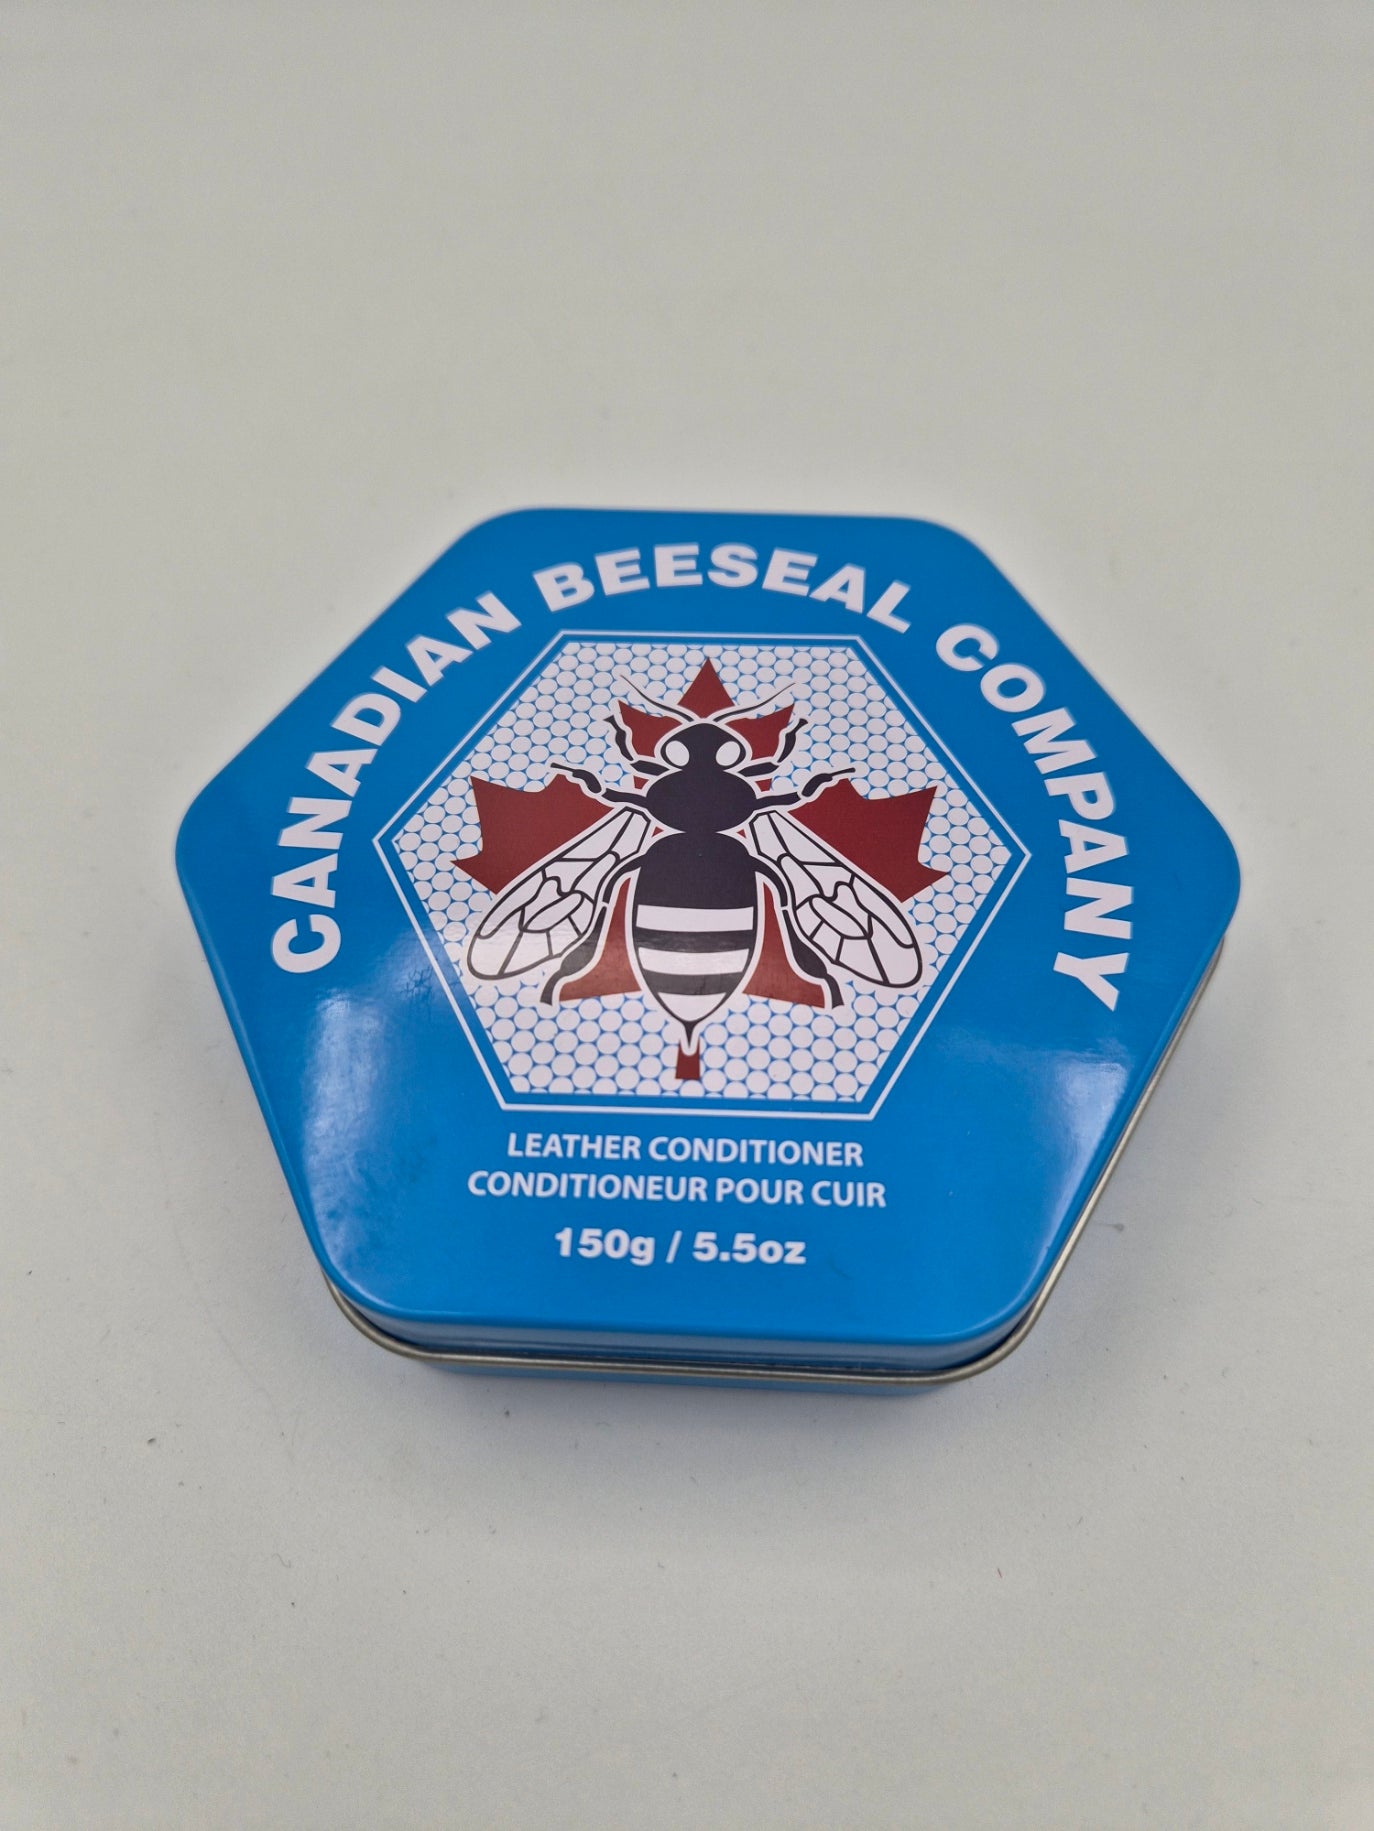 CANADIAN BEESEAL COMPANY
LEATHER CONDITIONER
CONDITIONEUR POUR CUIR
150g / 5.5oz